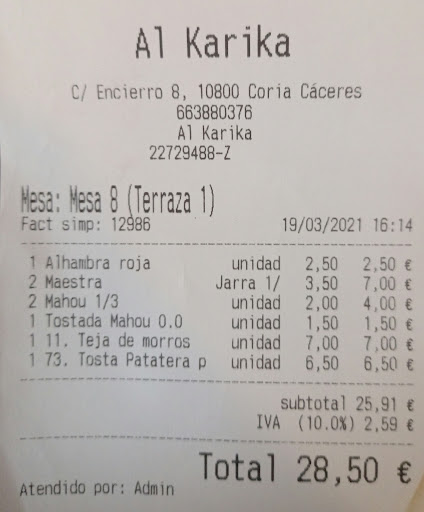 Al Karika
C/ Encierro 8, 10800 Coria Cáceres
663880376
Al Karika
22729488-Z
Mesa: Mesa 8 (Terraza 1)
Fact simp: 12986 19/03/2021 16:14
1 Alhambra roja unidad 2,50 2,50 €
2 Maestra Jarra 1/ 3,50 7,00 €
2 Mahou 1/3 unidad 2,00 4,00 €
1 Tostada Mahou 0.0 unidad 1,50 1,50 €
1 11. Teja de morros unidad 7,00 7,00 €
1 73. Tosta Patatera p unidad 6,50 6,50 €
subtotal 25,91 €
IVA (10.0%) 2,59 €
Total 28,50 €
Atendido por: Admin